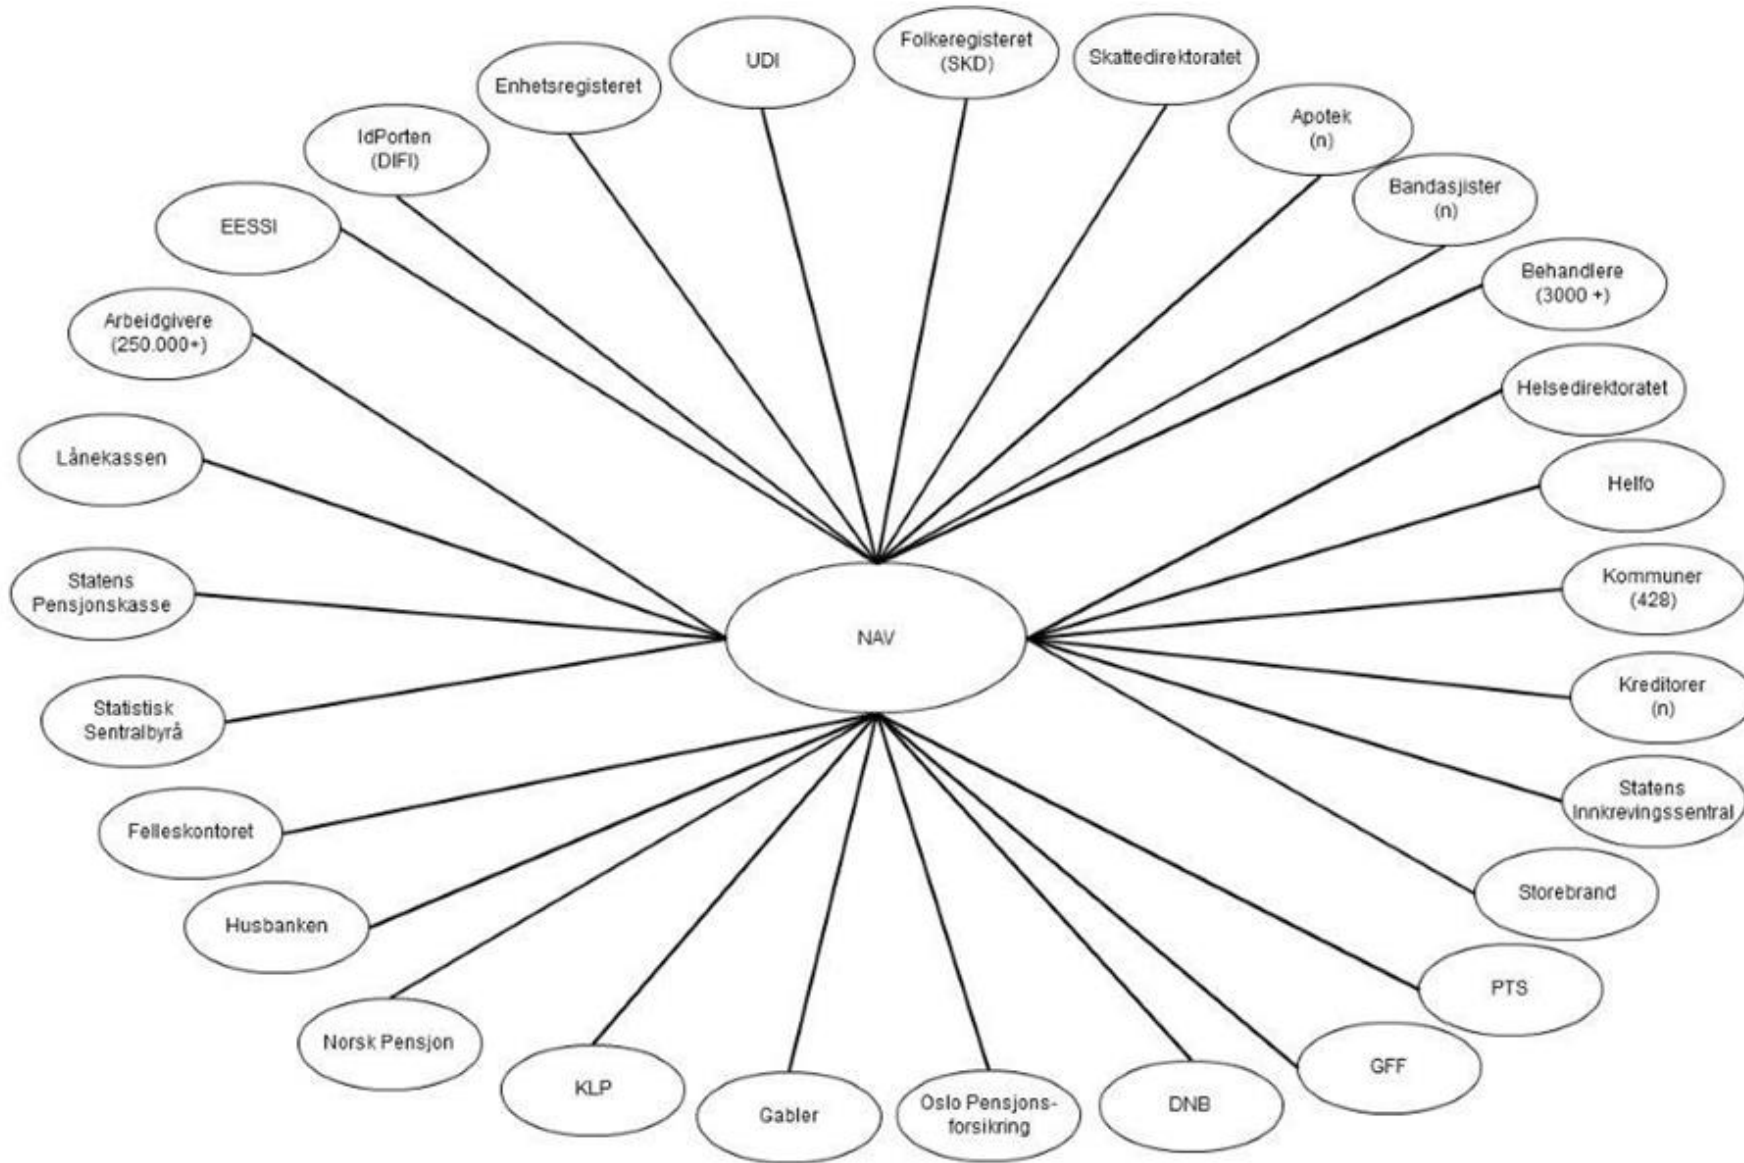 UDI
Folkeregisteret
(SKD)
Skattedirektoratet
Enhetsregisteret
Apotek
(n)
IdPorten
(DIFI)
Bandasjister
(n)
EESSI
Behandlere
(3000 +)
Arbeidgivere
(250.000+)
Helsedirektoratet
Lånekassen
Helfo
Statens
Pensjonskasse
Kommuner
(428)
NAV
Statistisk
Sentralbyrå
Kreditorer
(n)
Statens
Innkrevingssentral
Felleskontoret
Storebrand
Husbanken
PTS
Norsk Pensjon
GFF
KLP
Gabler
Oslo Pensjons-
forsikring
DNB